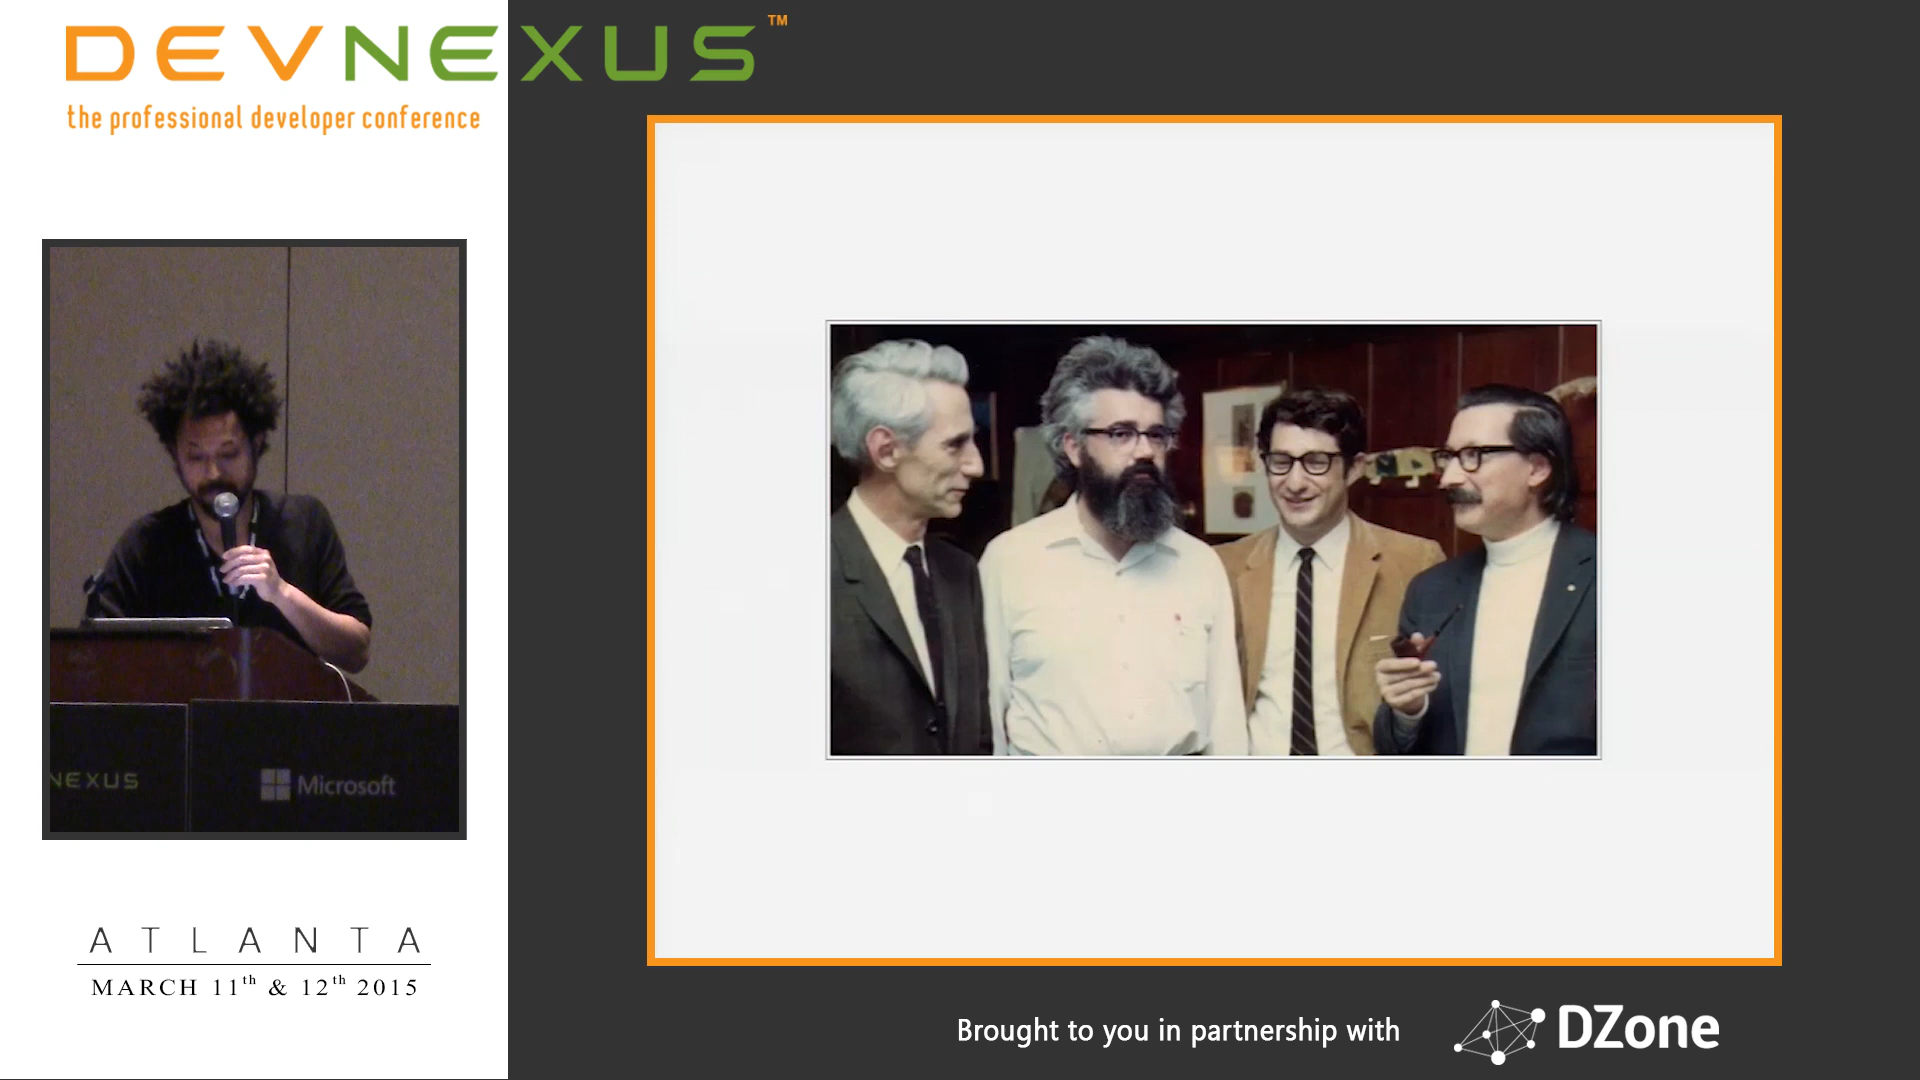 DEVNEXUS™
the professional developer conference
NEXUS
Microsoft
ATLANTA
MARCH 11th & 12th 2015
Brought to you in partnership with
DZone